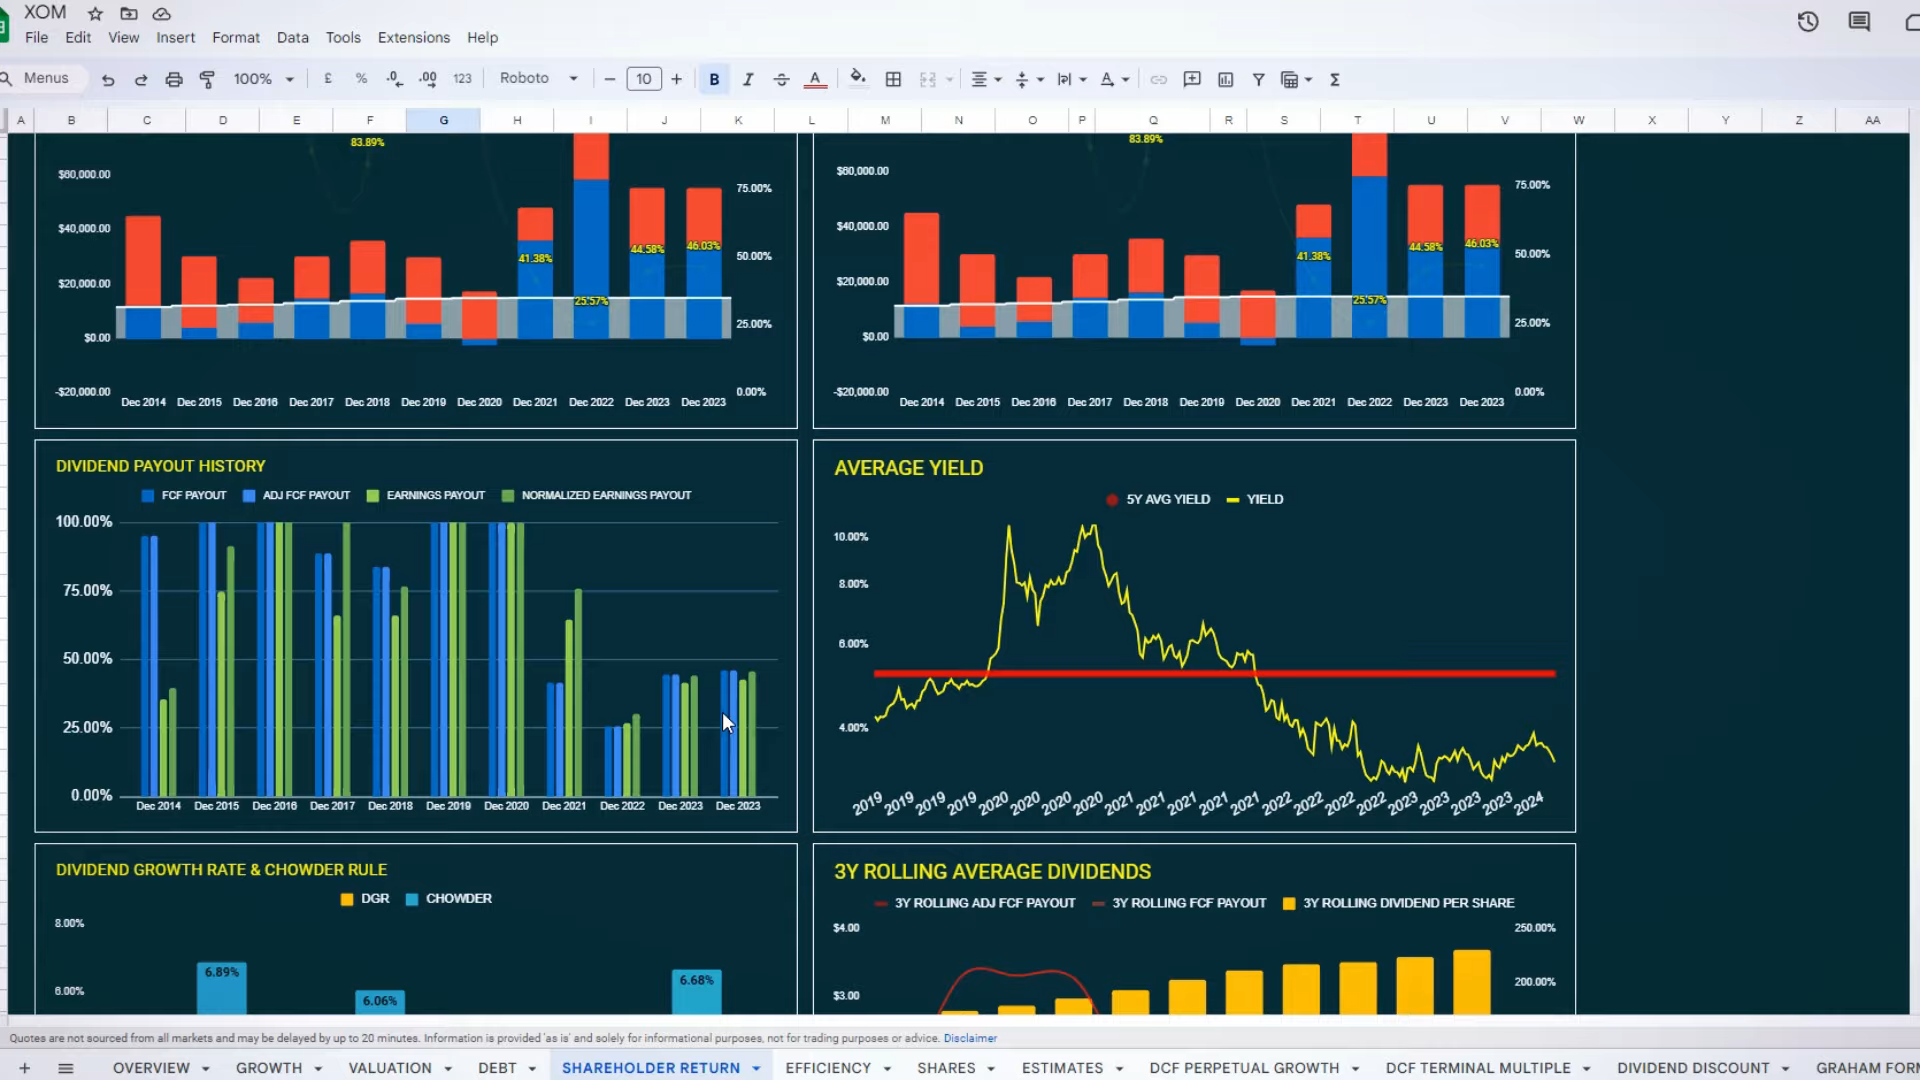 XOM
File Edit View Insert Format Data Tools Extensions Help
Menus 100% £ % .0 .00 123 Roboto 10 B I A Σ
A B C D E F G H I J K L M N O P Q R S T U V W X Y Z AA
83.89%
$60,000.00
$40,000.00
$20,000.00
$0.00
-$20,000.00
75.00%
50.00%
25.00%
0.00%
41.38%
25.57%
44.58%
46.03%
Dec 2014 Dec 2015 Dec 2016 Dec 2017 Dec 2018 Dec 2019 Dec 2020 Dec 2021 Dec 2022 Dec 2023 Dec 2023
83.89%
$60,000.00
$40,000.00
$20,000.00
$0.00
-$20,000.00
75.00%
50.00%
25.00%
0.00%
41.38%
25.57%
44.58%
46.03%
Dec 2014 Dec 2015 Dec 2016 Dec 2017 Dec 2018 Dec 2019 Dec 2020 Dec 2021 Dec 2022 Dec 2023 Dec 2023
DIVIDEND PAYOUT HISTORY
FCF PAYOUT ADJ FCF PAYOUT EARNINGS PAYOUT NORMALIZED EARNINGS PAYOUT
100.00%
75.00%
50.00%
25.00%
0.00%
Dec 2014 Dec 2015 Dec 2016 Dec 2017 Dec 2018 Dec 2019 Dec 2020 Dec 2021 Dec 2022 Dec 2023 Dec 2023
AVERAGE YIELD
5Y AVG YIELD YIELD
10.00%
8.00%
6.00%
4.00%
2019 2019 2019 2019 2020 2020 2020 2020 2021 2021 2021 2021 2021 2022 2022 2022 2022 2023 2023 2023 2023 2024
DIVIDEND GROWTH RATE & CHOWDER RULE
DGR CHOWDER
8.00%
6.00%
6.89%
6.06%
6.68%
3Y ROLLING AVERAGE DIVIDENDS
3Y ROLLING ADJ FCF PAYOUT 3Y ROLLING FCF PAYOUT 3Y ROLLING DIVIDEND PER SHARE
$4.00
$3.00
250.00%
200.00%
Quotes are not sourced from all markets and may be delayed by up to 20 minutes. Information is provided 'as is' and solely for informational purposes, not for trading purposes or advice. Disclaimer
OVERVIEW GROWTH VALUATION DEBT SHAREHOLDER RETURN EFFICIENCY SHARES ESTIMATES DCF PERPETUAL GROWTH DCF TERMINAL MULTIPLE DIVIDEND DISCOUNT GRAHAM FORM